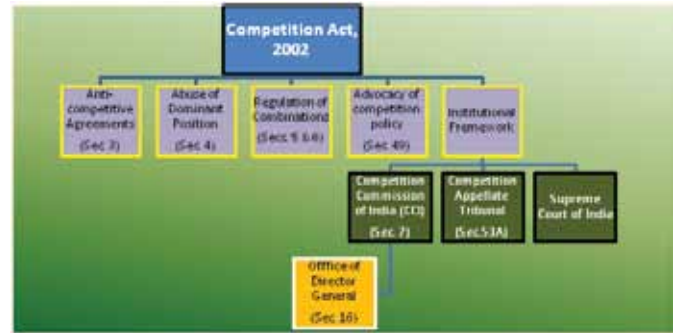 Competition Act,
2002
Anti-
competitive
Agreements
(Sec 3)
Abuse of
Dominant
Position
(Sec 4)
Regulation of
Combinations
(Secs 5 & 6)
Advocacy of
competition
policy
(Sec 49)
Institutional
Framework
Competition
Commission
of India (CCI)
(Sec 7)
Competition
Appellate
Tribunal
(Sec53A)
Supreme
Court of India
Offfice of
Director
General
(Sec 16)